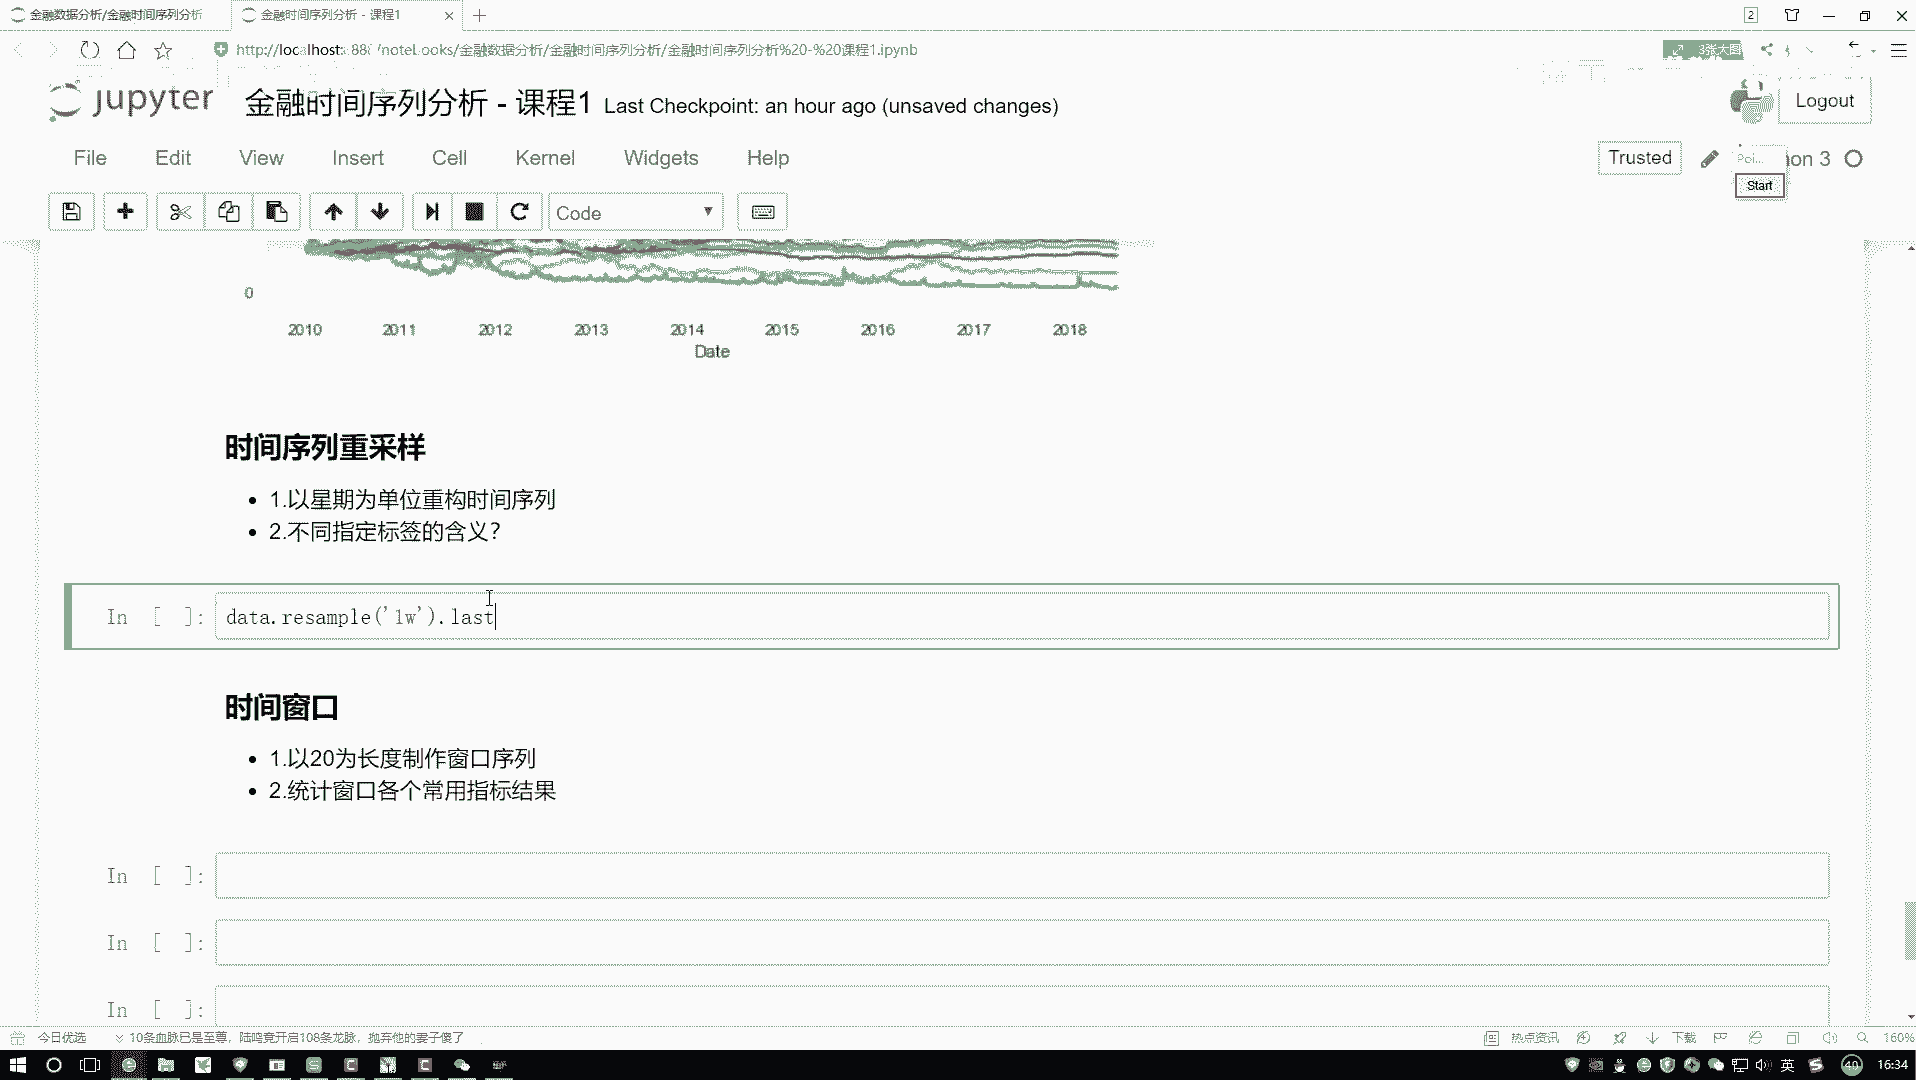 金融数据分析/金融时间序列分析
金融时间序列分析 - 课程1
2
金融数据分析/金融时间序列分析/金融时间序列分析%20-%20课程1.ipynb
3张大图
jupyter
金融时间序列分析 - 课程1 Last Checkpoint: an hour ago (unsaved changes)
Logout
File Edit View Insert Cell Kernel Widgets Help
Trusted
Poi...
on 3
Start
Code
0
2010 2011 2012 2013 2014 2015 2016 2017 2018
Date
时间序列重采样
1.以星期为单位重构时间序列
2.不同指定标签的含义?
In [ ]: data.resample('1w').last
时间窗口
1.以20为长度制作窗口序列
2.统计窗口各个常用指标结果
In [ ]:
In [ ]:
In [ ]:
今日优选
10条血脉已是至尊，陆鸣竟开启108条龙脉，抛弃他的妻子傻了
热点资讯
下载
160%
英
40
16:34